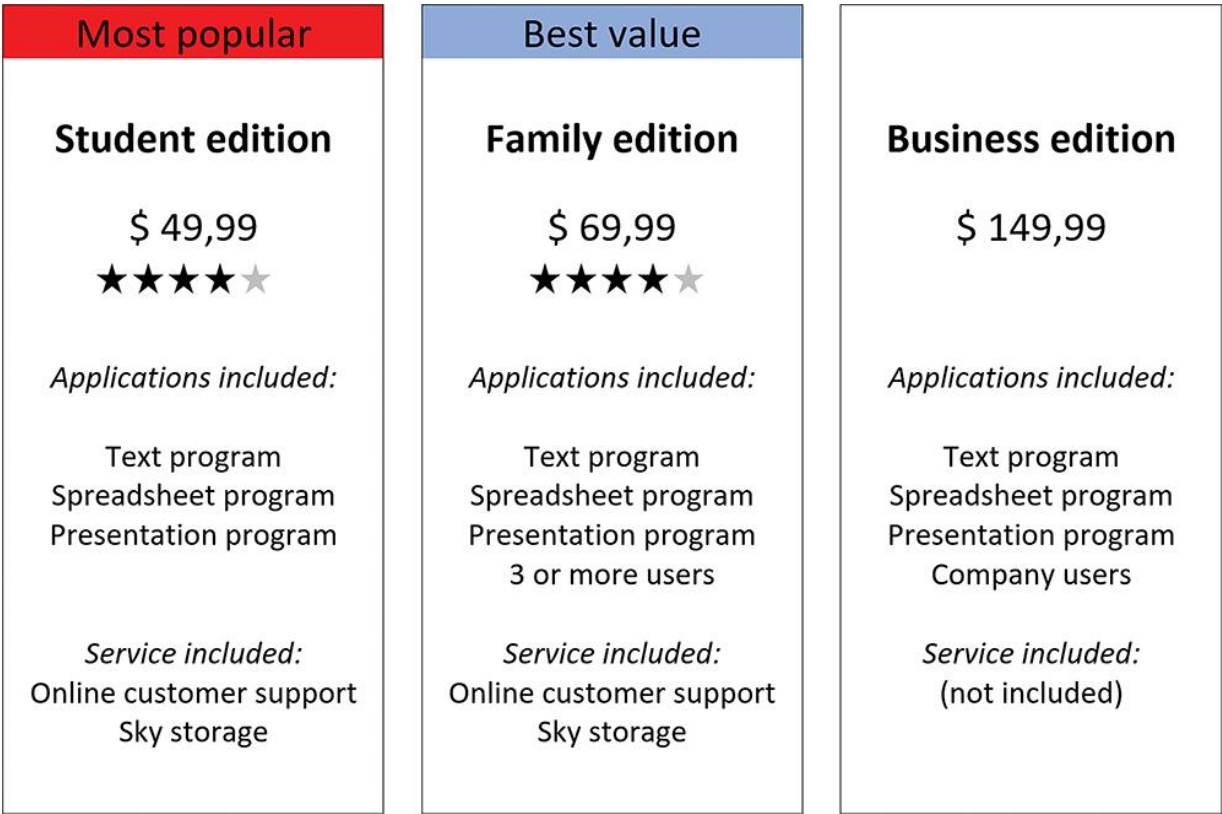 Most popular
Student edition
$ 49,99
★★★★★
Applications included:
Text program
Spreadsheet program
Presentation program
Service included:
Online customer support
Sky storage
Best value
Family edition
$ 69,99
★★★★★
Applications included:
Text program
Spreadsheet program
Presentation program
3 or more users
Service included:
Online customer support
Sky storage
Business edition
$ 149,99
Applications included:
Text program
Spreadsheet program
Presentation program
Company users
Service included:
(not included)